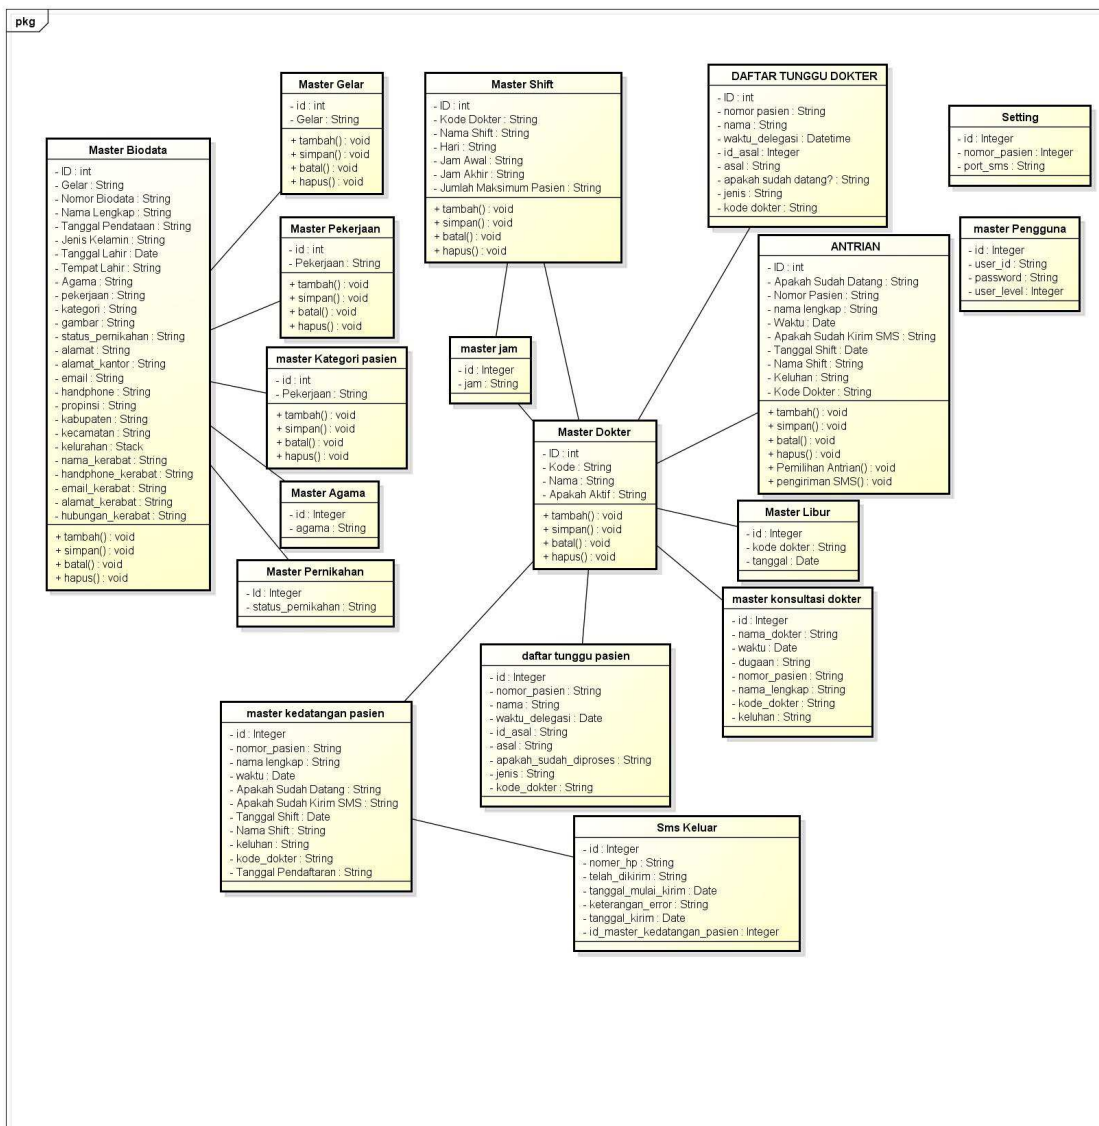 pkg
Master Gelar
- id : int
- Gelar : String
+ tambah() : void
+ simpan() : void
+ batal() : void
+ hapus() : void
Master Shift
- ID : int
- Kode Dokter : String
- Nama Shift : String
- Hari : String
- Jam Awal : String
- Jam Akhir : String
- Jumlah Maksimum Pasien : String
+ tambah() : void
+ simpan() : void
+ batal() : void
+ hapus() : void
DAFTAR TUNGGU DOKTER
- ID : int
- nomor pasien : String
- nama : String
- waktu_delegasi : Datetime
- id_asal : Integer
- asal : String
- apakah sudah datang? : String
- jenis : String
- kode dokter : String
Setting
- id : Integer
- nomor_pasien : Integer
- port_sms : String
Master Biodata
- ID : int
- Gelar : String
- Nomor Biodata : String
- Nama Lengkap : String
- Tanggal Pendataan : String
- Jenis Kelamin : String
- Tanggal Lahir : Date
- Tempat Lahir : String
- Agama : String
- pekerjaan : String
- kategori : String
- gambar : String
- status_pernikahan : String
- alamat : String
- alamat_kantor : String
- email : String
- handphone : String
- propinsi : String
- kabupaten : String
- kecamatan : String
- kelurahan : Stack
- nama_kerabat : String
- handphone_kerabat : String
- email_kerabat : String
- alamat_kerabat : String
- hubungan_kerabat : String
+ tambah() : void
+ simpan() : void
+ batal() : void
+ hapus() : void
Master Pekerjaan
- id : int
- Pekerjaan : String
+ tambah() : void
+ simpan() : void
+ batal() : void
+ hapus() : void
master Pengguna
- id : Integer
- user_id : String
- password : String
- user_level : Integer
ANTRIAN
- ID : int
- Apakah Sudah Datang : String
- Nomor Pasien : String
- nama lengkap : String
- Waktu : Date
- Apakah Sudah Kirim SMS : String
- Tanggal Shift : Date
- Nama Shift : String
- Keluhan : String
- Kode Dokter : String
+ tambah() : void
+ simpan() : void
+ batal() : void
+ hapus() : void
+ Pemilihan Antrian() : void
+ pengiriman SMS() : void
master jam
- id : Integer
- jam : String
master Kategori pasien
- id : int
- Pekerjaan : String
+ tambah() : void
+ simpan() : void
+ batal() : void
+ hapus() : void
Master Dokter
- ID : int
- Kode : String
- Nama : String
- Apakah Aktif : String
+ tambah() : void
+ simpan() : void
+ batal() : void
+ hapus() : void
Master Agama
- id : Integer
- agama : String
Master Libur
- id : Integer
- kode dokter : String
- tanggal : Date
Master Pernikahan
- Id : Integer
- status_pernikahan : String
master konsultasi dokter
- id : Integer
- nama_dokter : String
- waktu : Date
- dugaan : String
- nomor_pasien : String
- nama_lengkap : String
- kode_dokter : String
- keluhan : String
daftar tunggu pasien
- id : Integer
- nomor_pasien : String
- nama : String
- waktu_delegasi : Date
- id_asal : String
- asal : String
- apakah_sudah_diproses : String
- jenis : String
- kode_dokter : String
master kedatangan pasien
- id : Integer
- nomor_pasien : String
- nama lengkap : String
- waktu : Date
- Apakah Sudah Datang : String
- Apakah Sudah Kirim SMS : String
- Tanggal Shift : Date
- Nama Shift : String
- keluhan : String
- kode_dokter : String
- Tanggal Pendaftaran : String
Sms Keluar
- id : Integer
- nomer_hp : String
- telah_dikirim : String
- tanggal_mulai_kirim : Date
- keterangan_error : String
- tanggal_kirim : Date
- id_master_kedatangan_pasien : Integer